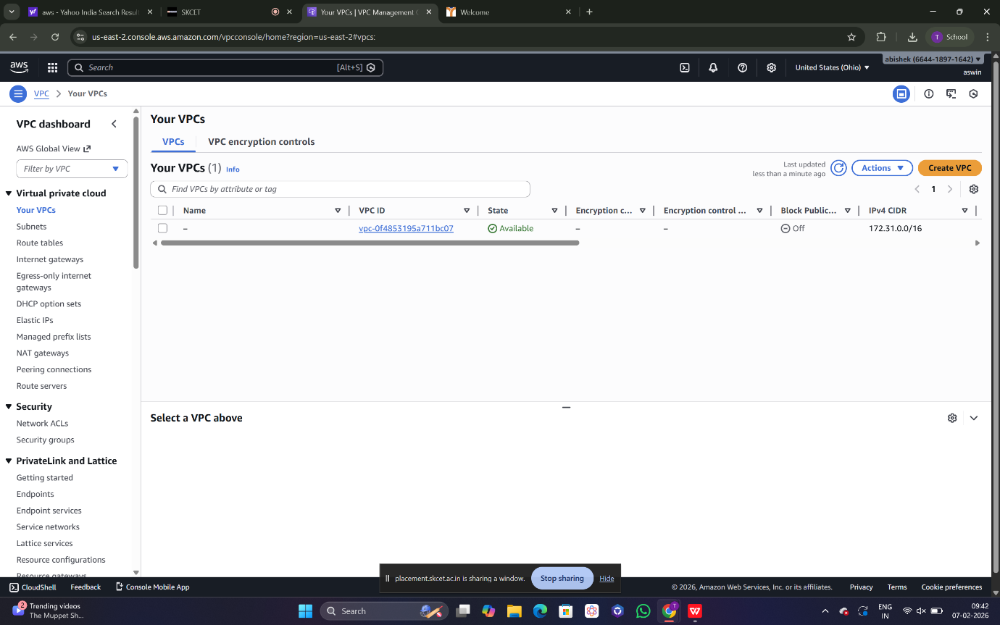 aws - Yahoo India Search Resul
SKCET
Your VPCs | VPC Management C
Welcome
us-east-2.console.aws.amazon.com/vpcconsole/home?region=us-east-2#vpcs:
T School
aws
Search [Alt+S]
United States (Ohio)
abishek (6644-1897-1642)
aswin
VPC
Your VPCs
VPC dashboard
AWS Global View
Filter by VPC
Virtual private cloud
Your VPCs
Subnets
Route tables
Internet gateways
Egress-only internet
gateways
DHCP option sets
Elastic IPs
Managed prefix lists
NAT gateways
Peering connections
Route servers
Security
Network ACLs
Security groups
PrivateLink and Lattice
Getting started
Endpoints
Endpoint services
Service networks
Lattice services
Resource configurations
Resource gateways
Your VPCs
VPCs
VPC encryption controls
Your VPCs (1) Info
Last updated
less than a minute ago
Actions
Create VPC
Find VPCs by attribute or tag
1
Name
VPC ID
State
Encryption c...
Encryption control ...
Block Public...
IPv4 CIDR
–
vpc-0f4853195a711bc07
Available
–
–
Off
172.31.0.0/16
Select a VPC above
placement.skcet.ac.in is sharing a window.
Stop sharing
Hide
CloudShell
Feedback
Console Mobile App
© 2026, Amazon Web Services, Inc. or its affiliates.
Privacy
Terms
Cookie preferences
2
Trending videos
The Muppet Sh...
Search
T
W
ENG
IN
09:42
07-02-2026